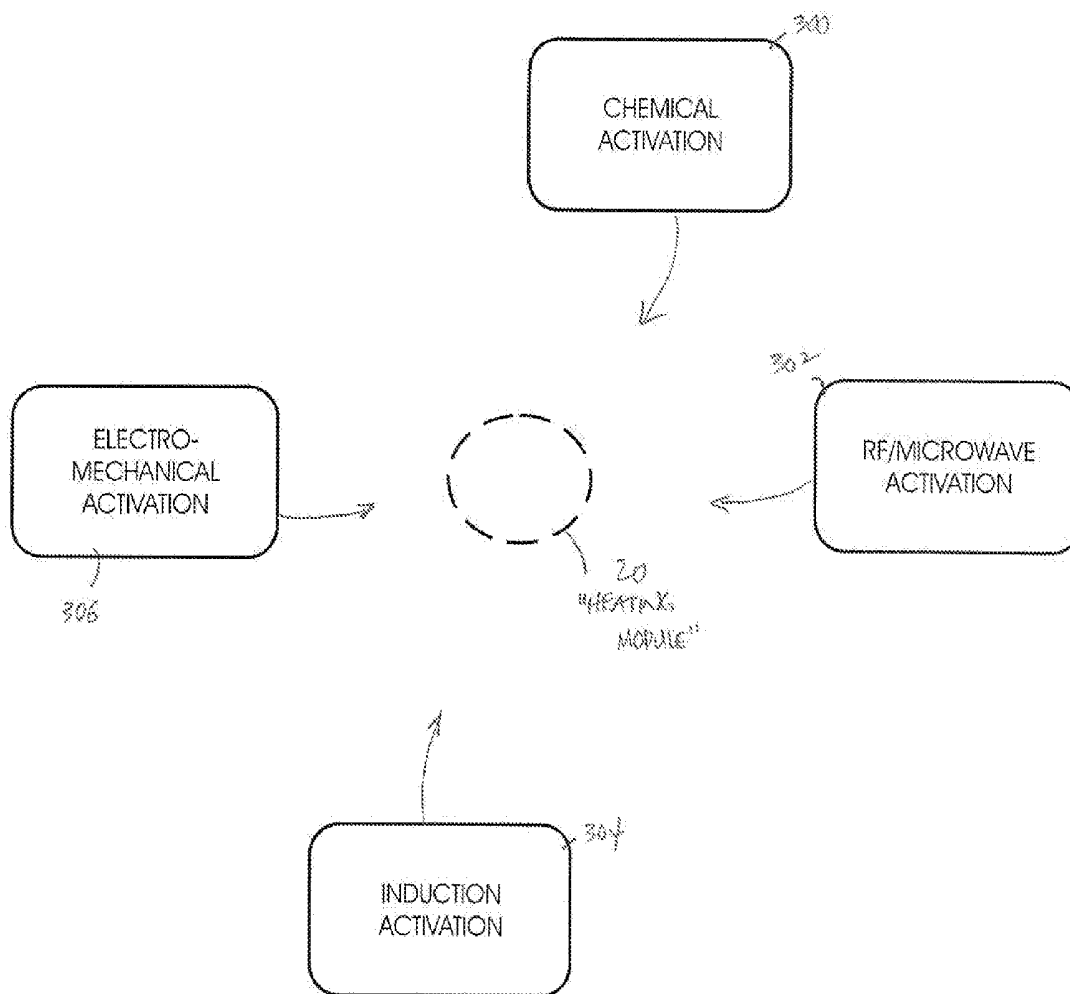 300
CHEMICAL
ACTIVATION
302
RF/MICROWAVE
ACTIVATION
ELECTRO-
MECHANICAL
ACTIVATION
306
20
"HEATING
MODULE"
304
INDUCTION
ACTIVATION